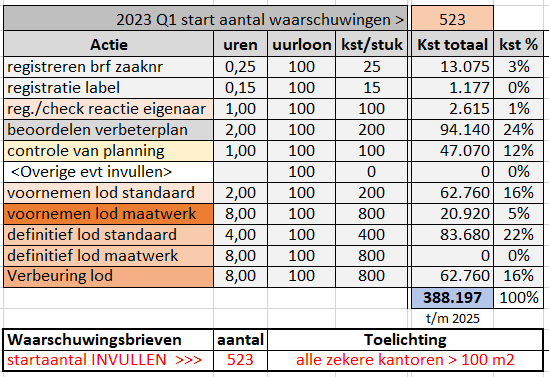 2023 Q1 start aantal waarschuwingen > 523
Actie uren uurloon kst/stuk Kst totaal kst %
registreren brf zaaknr 0,25 100 25 13.075 3%
registratie label 0,15 100 15 1.177 0%
reg./check reactie eigenaar 1,00 100 100 2.615 1%
beoordelen verbeterplan 2,00 100 200 94.140 24%
controle van planning 1,00 100 100 47.070 12%
<Overige evt invullen> 100 0 0 0%
voornemen lod standaard 2,00 100 200 62.760 16%
voornemen lod maatwerk 8,00 100 800 20.920 5%
definitief lod standaard 4,00 100 400 83.680 22%
definitief lod maatwerk 8,00 100 800 0 0%
Verbeuring lod 8,00 100 800 62.760 16%
388.197 100%
t/m 2025
Waarschuwingsbrieven aantal Toelichting
startaantal INVULLEN >>> 523 alle zekere kantoren > 100 m2